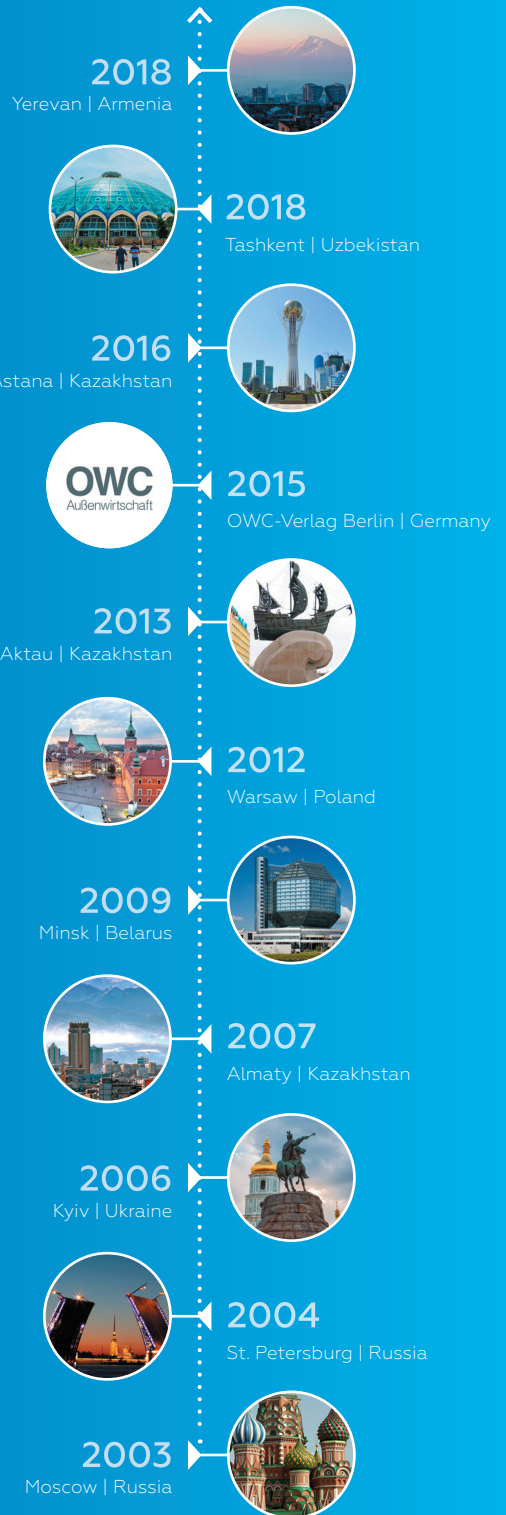 2018
Yerevan | Armenia
2018
Tashkent | Uzbekistan
2016
Astana | Kazakhstan
OWC
Außenwirtschaft
2015
OWC-Verlag Berlin | Germany
2013
Aktau | Kazakhstan
2012
Warsaw | Poland
2009
Minsk | Belarus
2007
Almaty | Kazakhstan
2006
Kyiv | Ukraine
2004
St. Petersburg | Russia
2003
Moscow | Russia